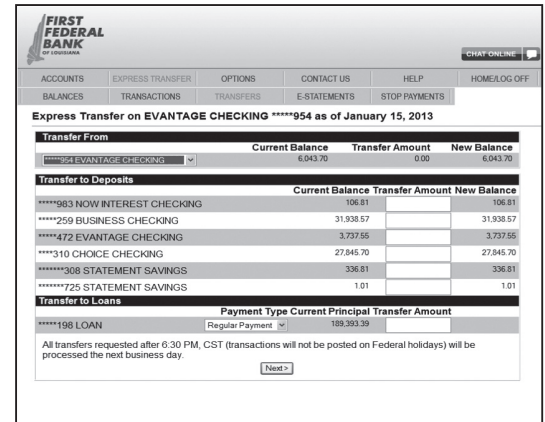 FIRST
FEDERAL
BANK
OF LOUISIANA
CHAT ONLINE
ACCOUNTS EXPRESS TRANSFER OPTIONS CONTACT US HELP HOME/LOG OFF
BALANCES TRANSACTIONS TRANSFERS E-STATEMENTS STOP PAYMENTS
Express Transfer on EVANTAGE CHECKING *****954 as of January 15, 2013
Transfer From
Current Balance Transfer Amount New Balance
*****954 EVANTAGE CHECKING 6,043.70 0.00 6,043.70
Transfer to Deposits
Current Balance Transfer Amount New Balance
*****983 NOW INTEREST CHECKING 106.81 106.81
*****259 BUSINESS CHECKING 31,938.57 31,938.57
*****472 EVANTAGE CHECKING 3,737.55 3,737.55
****310 CHOICE CHECKING 27,845.70 27,845.70
*******308 STATEMENT SAVINGS 336.81 336.81
*******725 STATEMENT SAVINGS 1.01 1.01
Transfer to Loans
Payment Type Current Principal Transfer Amount
*****198 LOAN Regular Payment 189,393.39
All transfers requested after 6:30 PM, CST (transactions will not be posted on Federal holidays) will be
processed the next business day.
Next>